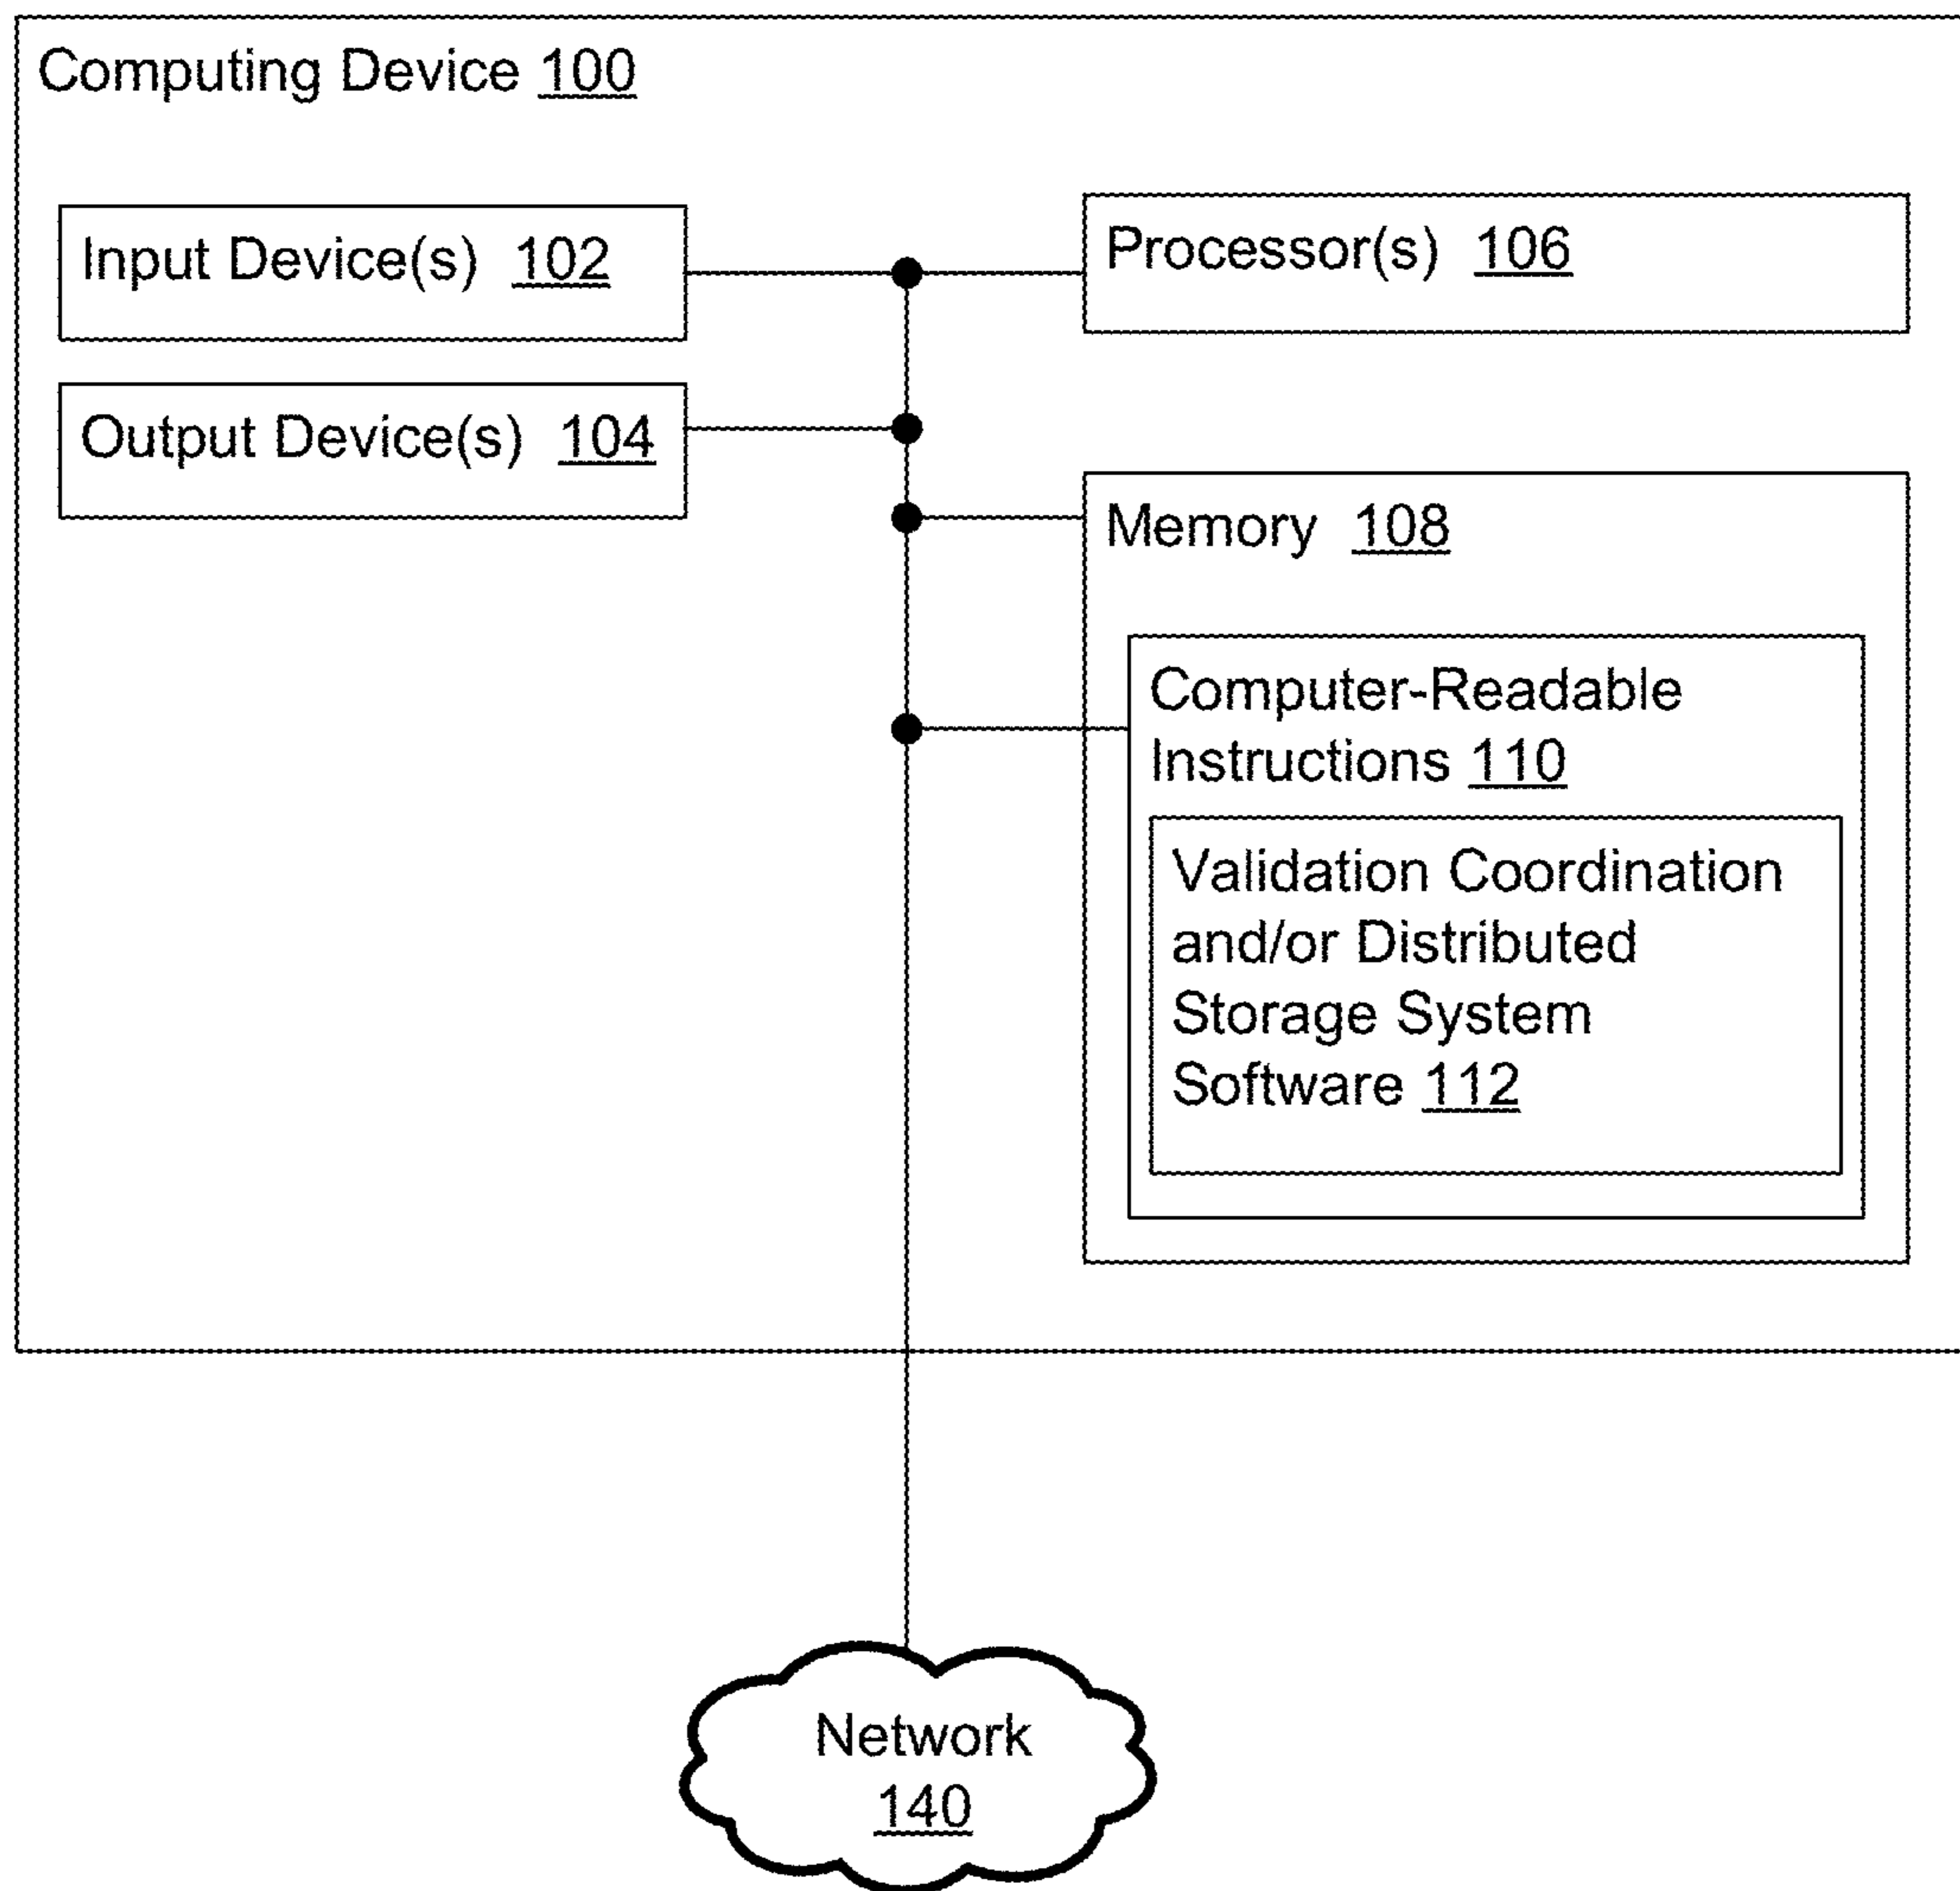 Computing Device 100
Input Device(s) 102
Processor(s) 106
Output Device(s) 104
Memory 108
Computer-Readable
Instructions 110
Validation Coordination
and/or Distributed
Storage System
Software 112
Network
140